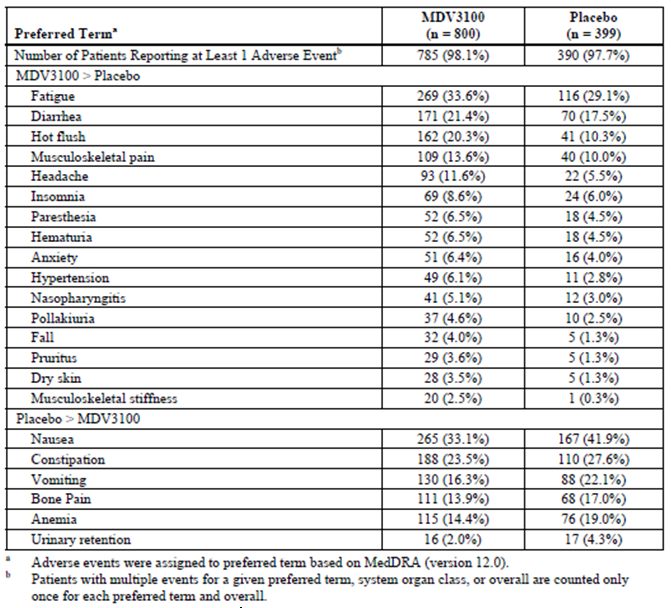 Preferred Termᵃ MDV3100 (n = 800) Placebo (n = 399)
Number of Patients Reporting at Least 1 Adverse Eventᵇ 785 (98.1%) 390 (97.7%)
MDV3100 > Placebo
Fatigue 269 (33.6%) 116 (29.1%)
Diarrhea 171 (21.4%) 70 (17.5%)
Hot flush 162 (20.3%) 41 (10.3%)
Musculoskeletal pain 109 (13.6%) 40 (10.0%)
Headache 93 (11.6%) 22 (5.5%)
Insomnia 69 (8.6%) 24 (6.0%)
Paresthesia 52 (6.5%) 18 (4.5%)
Hematuria 52 (6.5%) 18 (4.5%)
Anxiety 51 (6.4%) 16 (4.0%)
Hypertension 49 (6.1%) 11 (2.8%)
Nasopharyngitis 41 (5.1%) 12 (3.0%)
Pollakiuria 37 (4.6%) 10 (2.5%)
Fall 32 (4.0%) 5 (1.3%)
Pruritus 29 (3.6%) 5 (1.3%)
Dry skin 28 (3.5%) 5 (1.3%)
Musculoskeletal stiffness 20 (2.5%) 1 (0.3%)
Placebo > MDV3100
Nausea 265 (33.1%) 167 (41.9%)
Constipation 188 (23.5%) 110 (27.6%)
Vomiting 130 (16.3%) 88 (22.1%)
Bone Pain 111 (13.9%) 68 (17.0%)
Anemia 115 (14.4%) 76 (19.0%)
Urinary retention 16 (2.0%) 17 (4.3%)
ᵃ Adverse events were assigned to preferred term based on MedDRA (version 12.0).
ᵇ Patients with multiple events for a given preferred term, system organ class, or overall are counted only
once for each preferred term and overall.